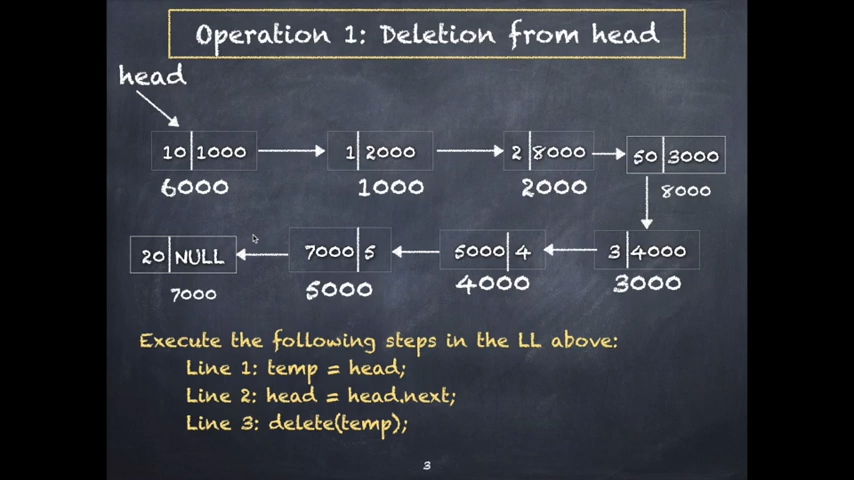 Operation 1: Deletion from head
head
10 1000 1 2000 2 8000 50 3000
6000 1000 2000 8000
20 NULL 7000 5 5000 4 3 4000
7000 5000 4000 3000
Execute the following steps in the LL above:
Line 1: temp = head;
Line 2: head = head.next;
Line 3: delete(temp);
3